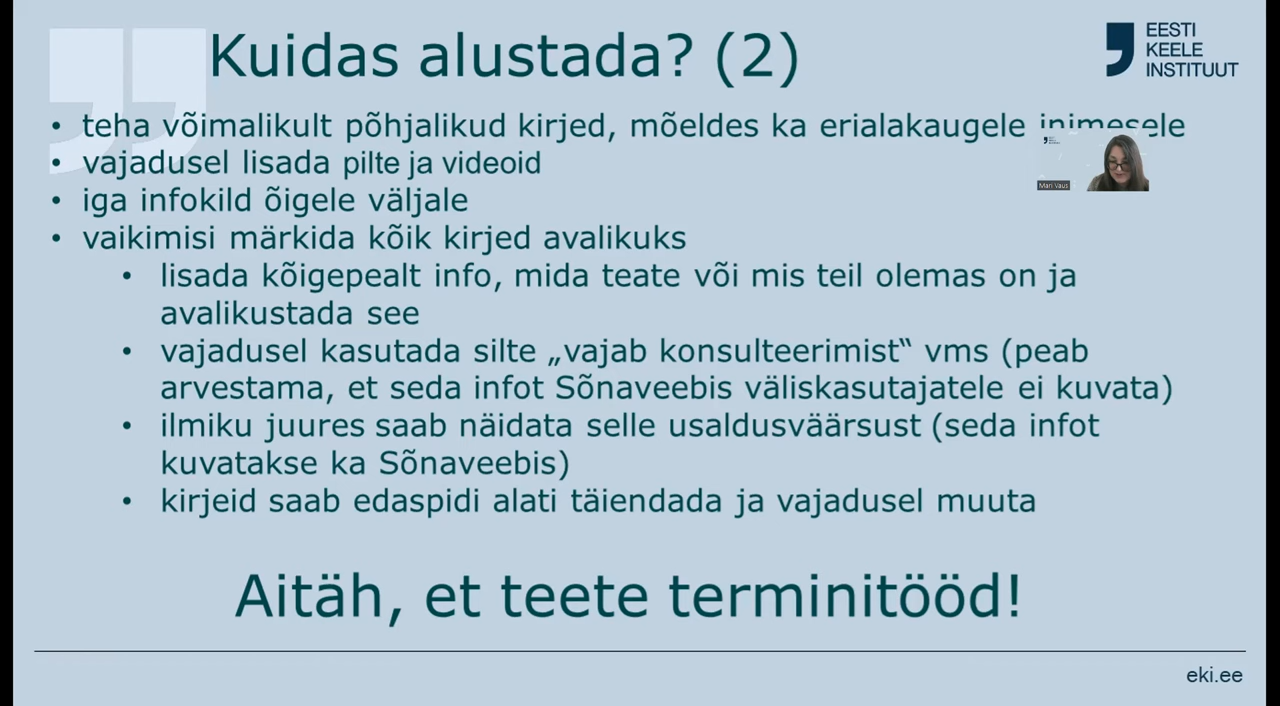 Kuidas alustada? (2)
EESTI
KEELE
INSTITUUT
• teha võimalikult põhjalikud kirjed, mõeldes ka erialakaugele inimesele
• vajadusel lisada pilte ja videoid
• iga infokild õigele väljale
• vaikimisi märkida kõik kirjed avalikuks
• lisada kõigepealt info, mida teate või mis teil olemas on ja
avalikustada see
• vajadusel kasutada silte „vajab konsulteerimist“ vms (peab
arvestama, et seda infot Sõnaveebis väliskasutajatele ei kuvata)
• ilmiku juures saab näidata selle usaldusväärsust (seda infot
kuvatakse ka Sõnaveebis)
• kirjeid saab edaspidi alati täiendada ja vajadusel muuta
Mari Vaus
Aitäh, et teete terminitööd!
eki.ee